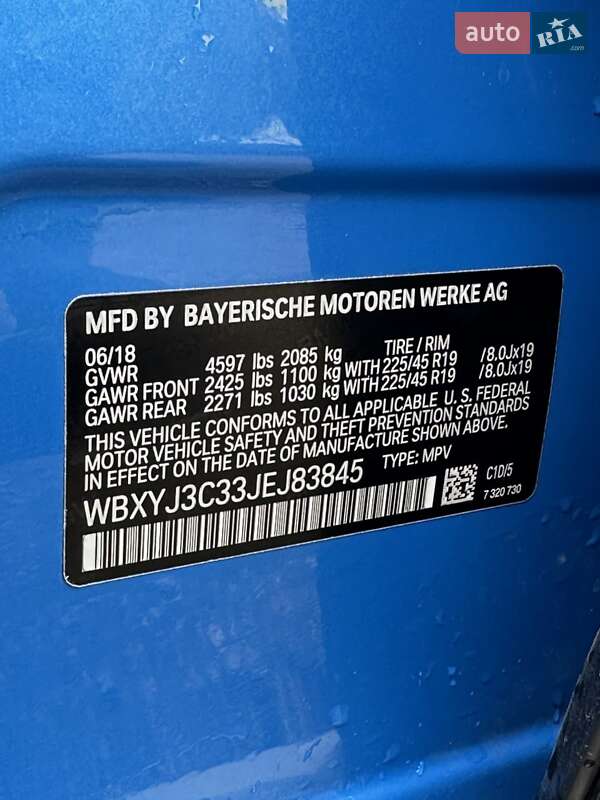 auto RIA.com
MFD BY BAYERISCHE MOTOREN WERKE AG
06/18 TIRE / RIM
GVWR 4597 lbs 2085 kg
GAWR FRONT 2425 lbs 1100 kg WITH 225/45 R19 /8.0Jx19
GAWR REAR 2271 lbs 1030 kg WITH 225/45 R19 /8.0Jx19
THIS VEHICLE CONFORMS TO ALL APPLICABLE U. S. FEDERAL
MOTOR VEHICLE SAFETY AND THEFT PREVENTION STANDARDS
IN EFFECT ON THE DATE OF MANUFACTURE SHOWN ABOVE.
WBXYJ3C33JEJ83845 TYPE: MPV
C1D/5
7 320 730